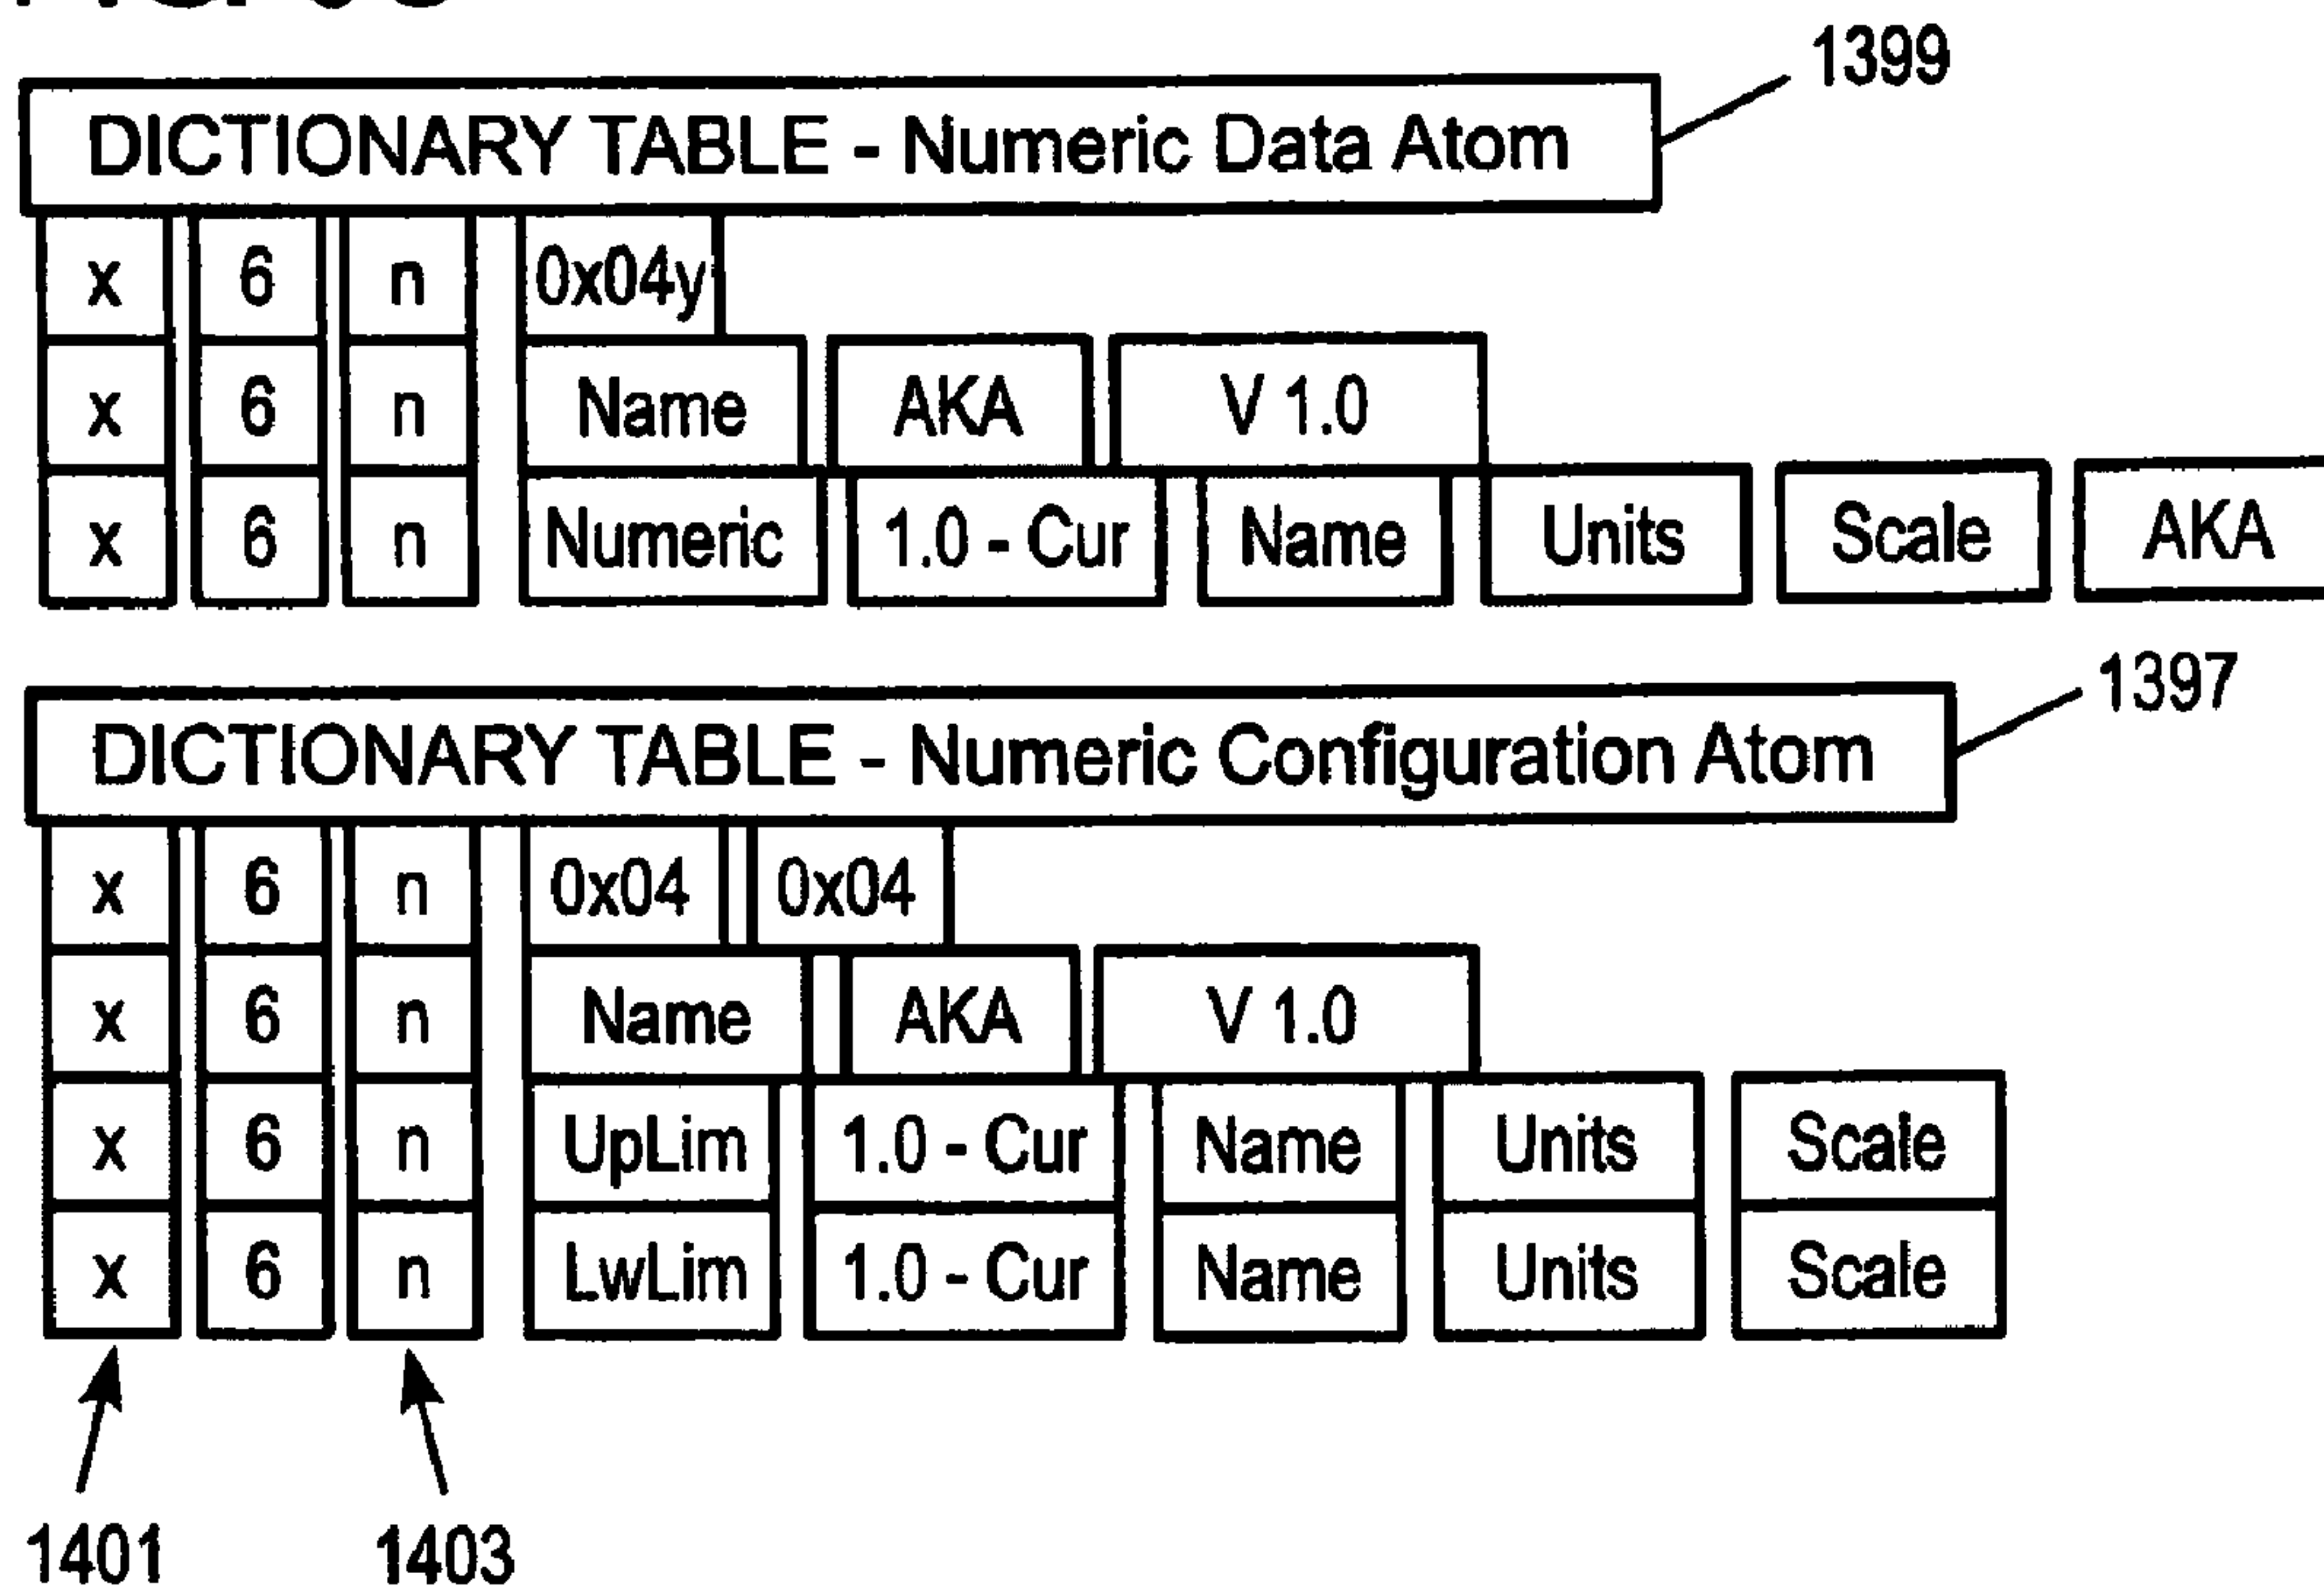 1399
DICTIONARY TABLE - Numeric Data Atom
x 6 n 0x04y
x 6 n Name AKA V 1.0
x 6 n Numeric 1.0 - Cur Name Units Scale AKA
1397
DICTIONARY TABLE - Numeric Configuration Atom
x 6 n 0x04 0x04
x 6 n Name AKA V 1.0
x 6 n UpLim 1.0 - Cur Name Units Scale
x 6 n LwLim 1.0 - Cur Name Units Scale
1401 1403